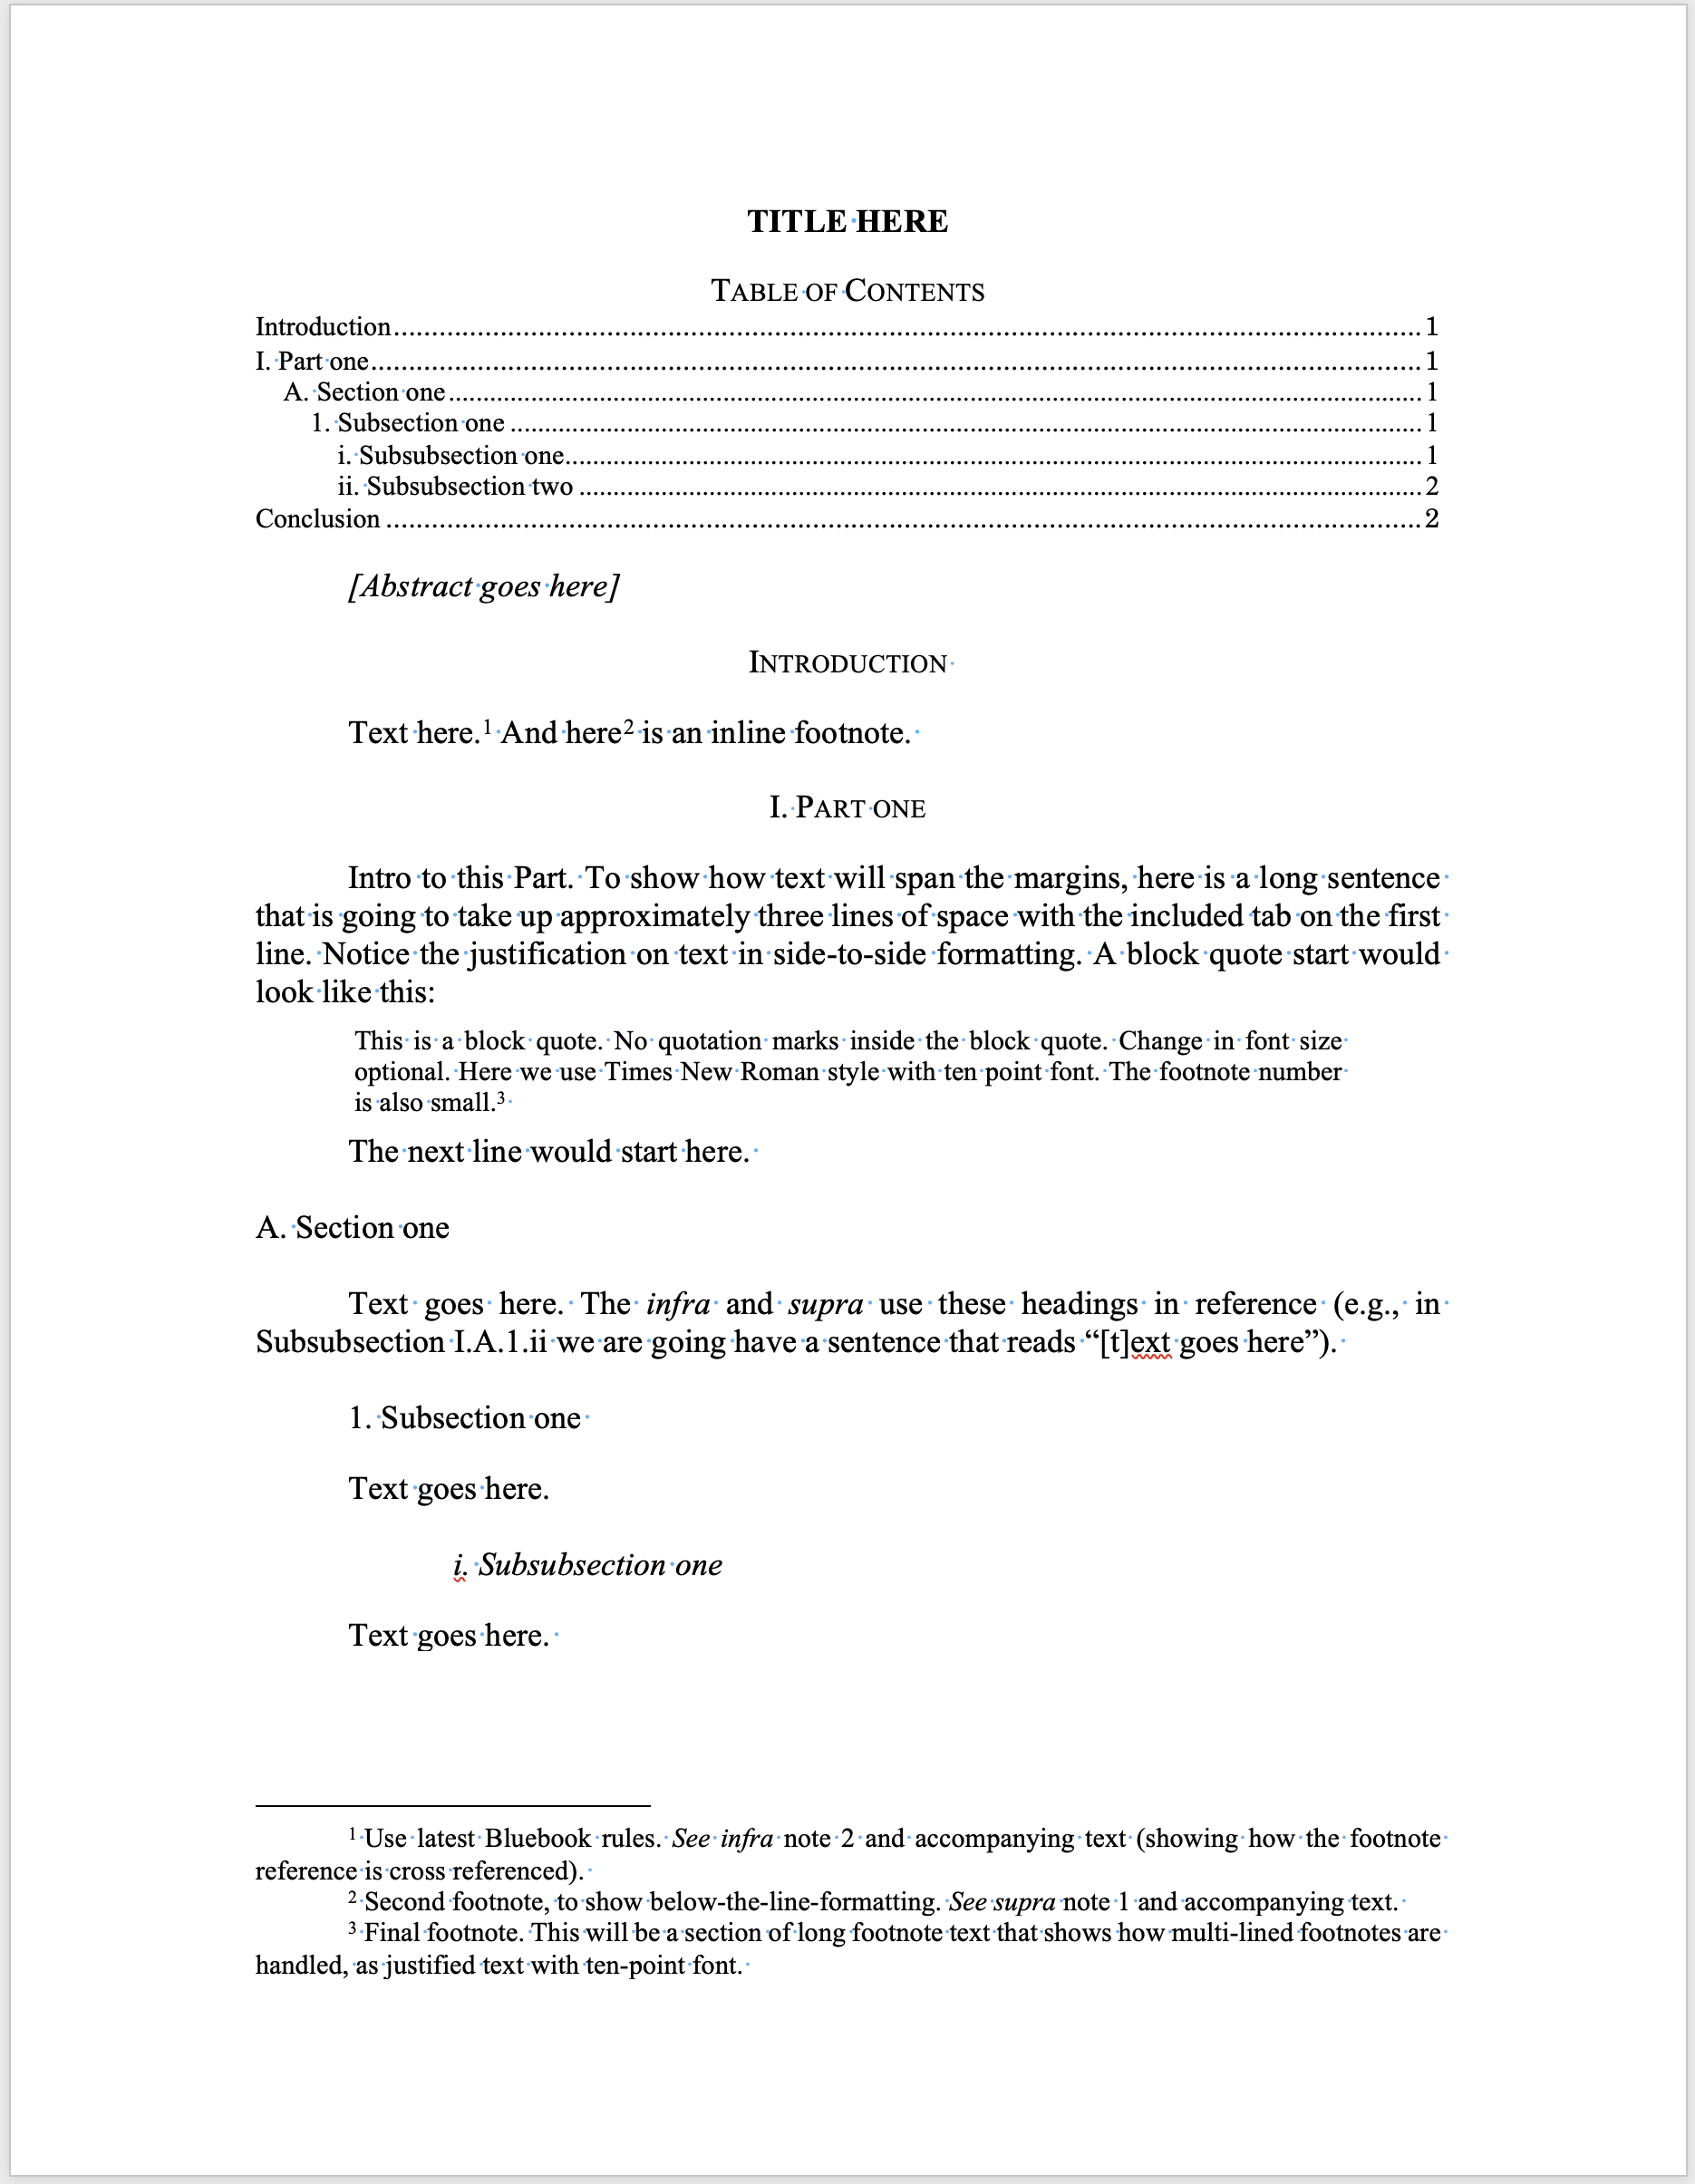 TITLE HERE
TABLE OF CONTENTS
Introduction 1
I. Part one 1
A. Section one 1
1. Subsection one 1
i. Subsubsection one 1
ii. Subsubsection two 2
Conclusion 2
[Abstract goes here]
INTRODUCTION
Text here.1 And here2 is an inline footnote.
I. PART ONE
Intro to this Part. To show how text will span the margins, here is a long sentence
that is going to take up approximately three lines of space with the included tab on the first
line. Notice the justification on text in side-to-side formatting. A block quote start would
look like this:
This is a block quote. No quotation marks inside the block quote. Change in font size
optional. Here we use Times New Roman style with ten point font. The footnote number
is also small.3
The next line would start here.
A. Section one
Text goes here. The infra and supra use these headings in reference (e.g., in
Subsubsection I.A.1.ii we are going have a sentence that reads “[t]ext goes here”).
1. Subsection one
Text goes here.
i. Subsubsection one
Text goes here.
1 Use latest Bluebook rules. See infra note 2 and accompanying text (showing how the footnote
reference is cross referenced).
2 Second footnote, to show below-the-line-formatting. See supra note 1 and accompanying text.
3 Final footnote. This will be a section of long footnote text that shows how multi-lined footnotes are
handled, as justified text with ten-point font.